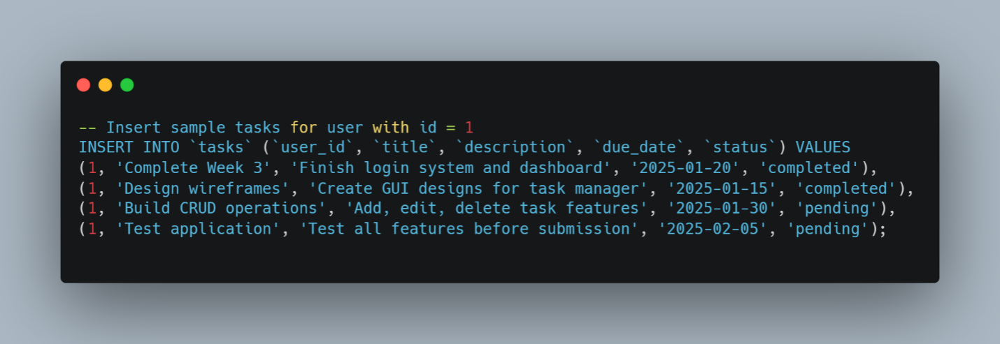 -- Insert sample tasks for user with id = 1
INSERT INTO `tasks` (`user_id`, `title`, `description`, `due_date`, `status`) VALUES
(1, 'Complete Week 3', 'Finish login system and dashboard', '2025-01-20', 'completed'),
(1, 'Design wireframes', 'Create GUI designs for task manager', '2025-01-15', 'completed'),
(1, 'Build CRUD operations', 'Add, edit, delete task features', '2025-01-30', 'pending'),
(1, 'Test application', 'Test all features before submission', '2025-02-05', 'pending');